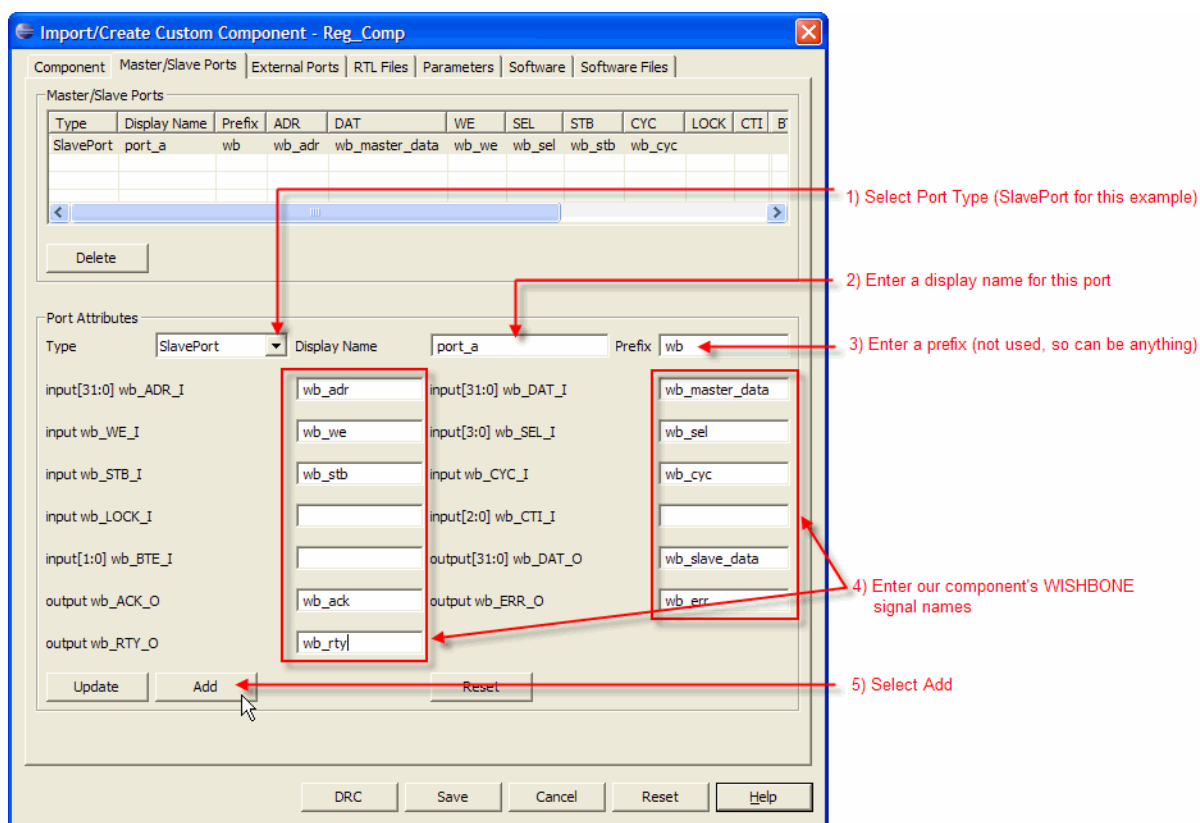 Import/Create Custom Component - Reg_Comp
Component Master/Slave Ports External Ports RTL Files Parameters Software Software Files
Master/Slave Ports
Type Display Name Prefix ADR DAT WE SEL STB CYC LOCK CTI
SlavePort port_a wb wb_adr wb_master_data wb_we wb_sel wb_stb wb_cyc
1) Select Port Type (SlavePort for this example)
Delete
2) Enter a display name for this port
Port Attributes
Type SlavePort Display Name port_a Prefix wb
3) Enter a prefix (not used, so can be anything)
input[31:0] wb_ADR_I wb_adr input[31:0] wb_DAT_I wb_master_data
input wb_WE_I wb_we input[3:0] wb_SEL_I wb_sel
input wb_STB_I wb_stb input wb_CYC_I wb_cyc
input wb_LOCK_I input[2:0] wb_CTI_I
input[1:0] wb_BTE_I output[31:0] wb_DAT_O wb_slave_data
4) Enter our component's WISHBONE
signal names
output wb_ACK_O wb_ack output wb_ERR_O wb_err
output wb_RTY_O wb_rty
Update Add Reset
5) Select Add
DRC Save Cancel Reset Help